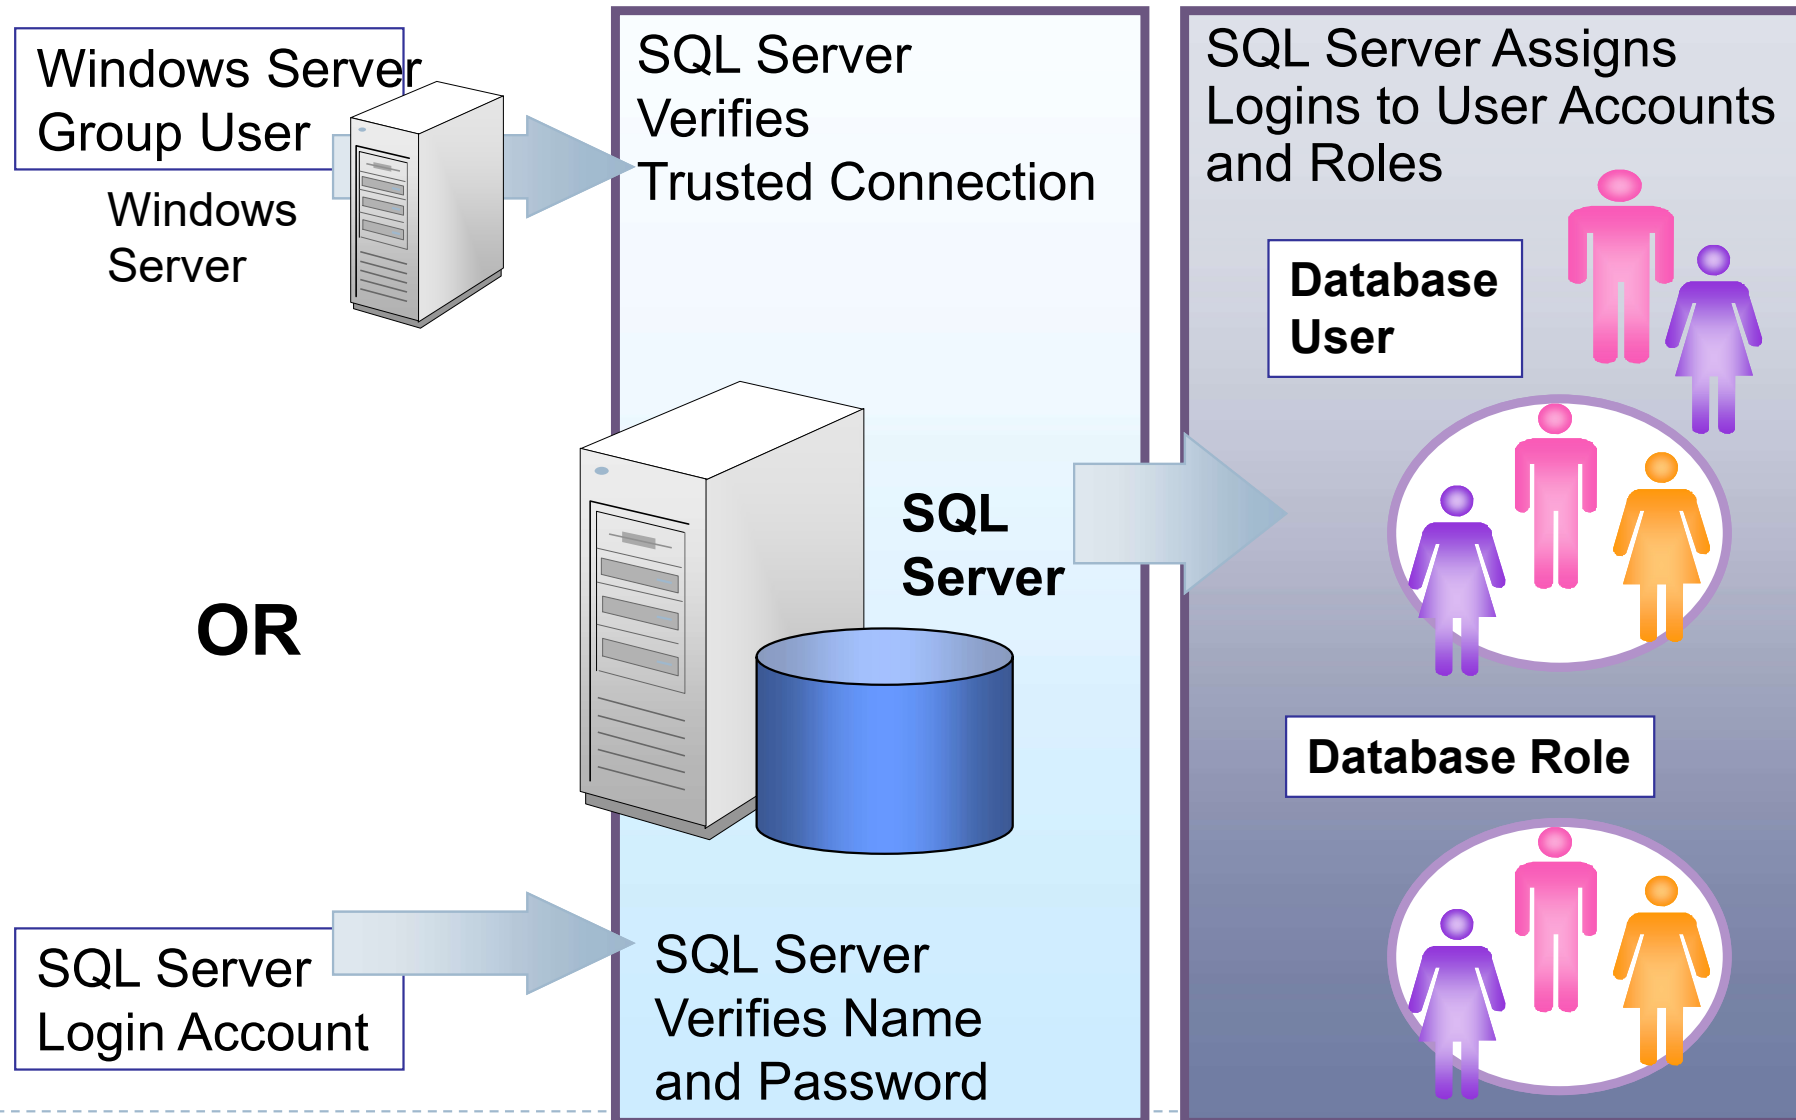 Windows Server
Group User
Windows
Server
OR
SQL Server
Login Account
SQL Server
Verifies
Trusted Connection
SQL
Server
SQL Server
Verifies Name
and Password
SQL Server Assigns
Logins to User Accounts
and Roles
Database
User
Database Role